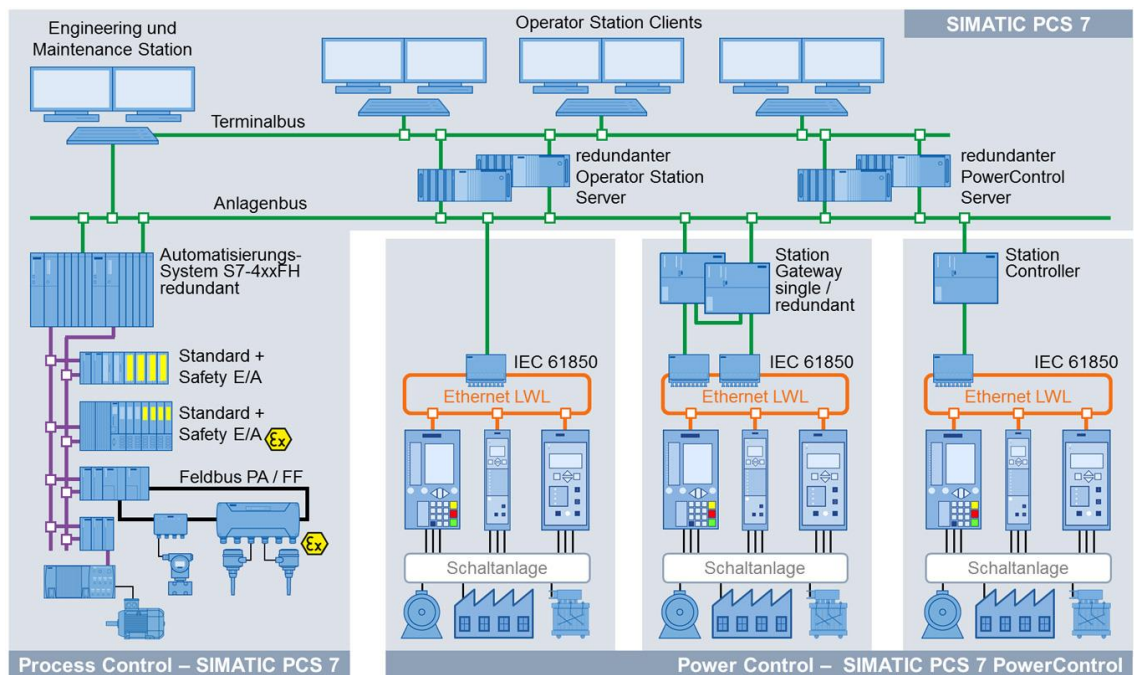 Engineering und
Maintenance Station
Operator Station Clients
SIMATIC PCS 7
Terminalbus
redundanter
Operator Station
Server
redundanter
PowerControl
Server
Anlagenbus
Automatisierungs-
System S7-4xxFH
redundant
Station
Gateway
single /
redundant
Station
Controller
Standard +
Safety E/A
Standard +
Safety E/A
Ex
Feldbus PA / FF
Ex
IEC 61850
Ethernet LWL
IEC 61850
Ethernet LWL
IEC 61850
Ethernet LWL
Schaltanlage
Schaltanlage
Schaltanlage
Process Control – SIMATIC PCS 7
Power Control – SIMATIC PCS 7 PowerControl